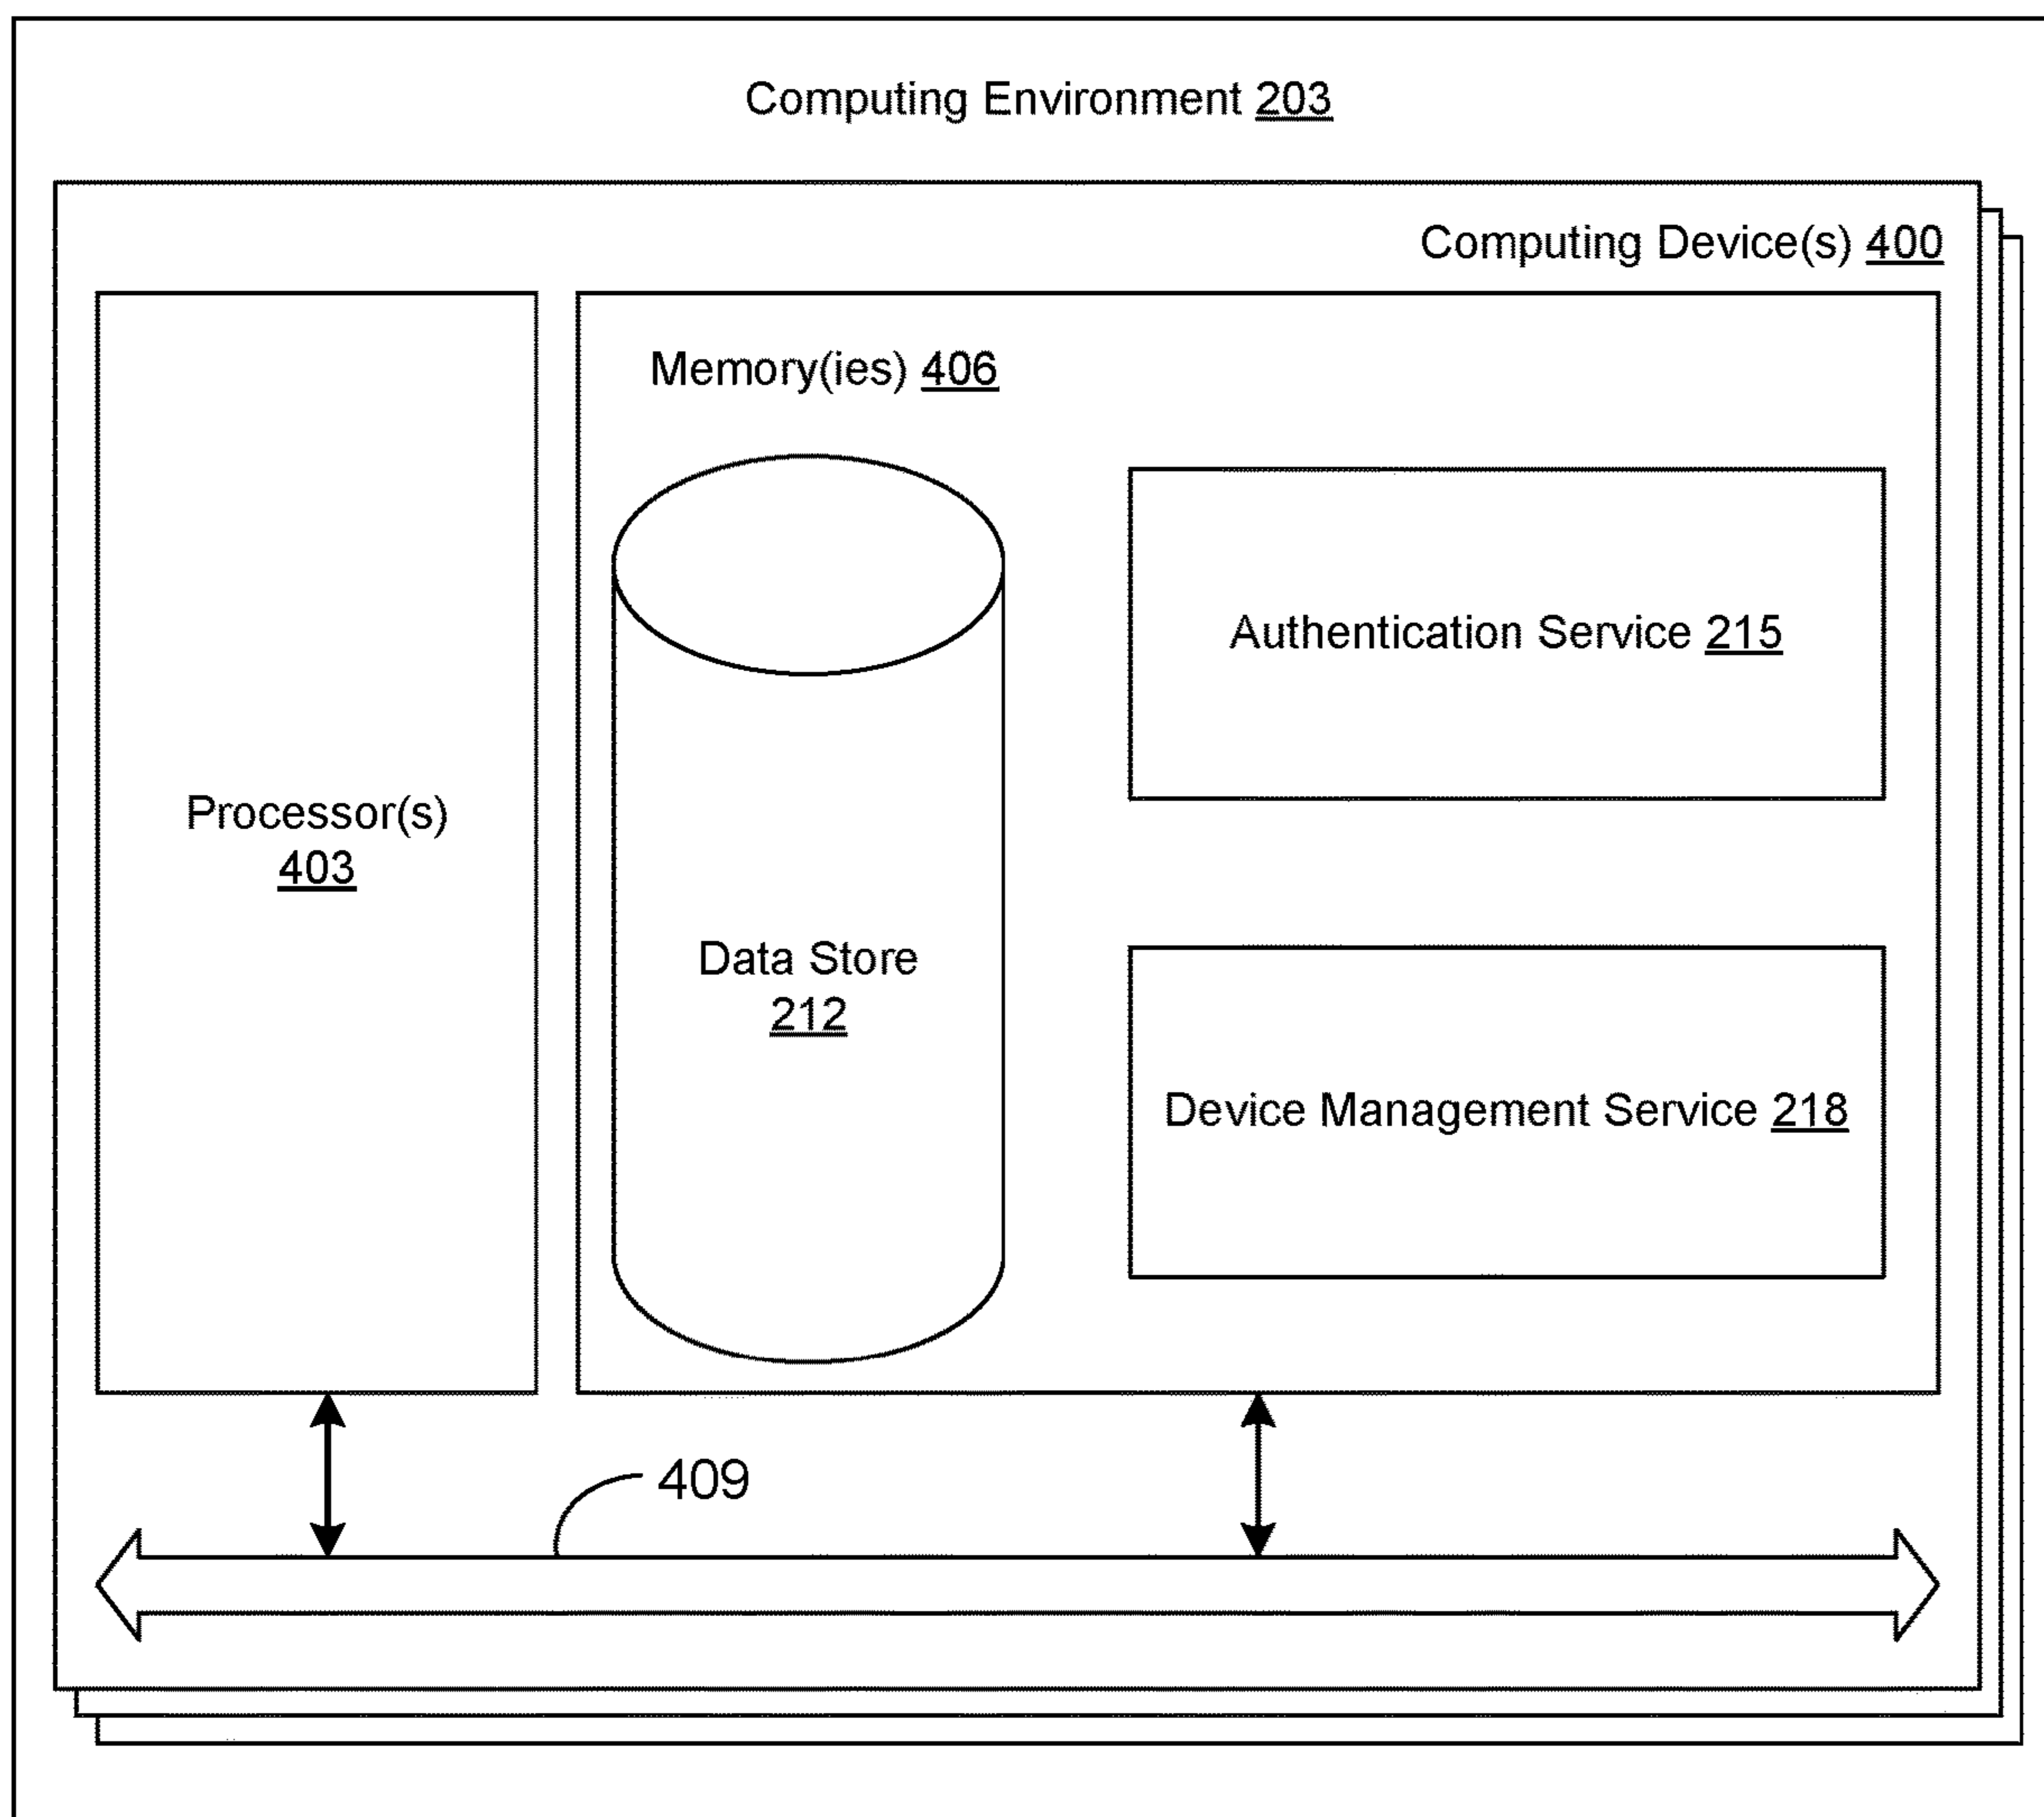 Computing Environment 203
Computing Device(s) 400
Memory(ies) 406
Authentication Service 215
Processor(s)
403
Data Store
212
Device Management Service 218
409